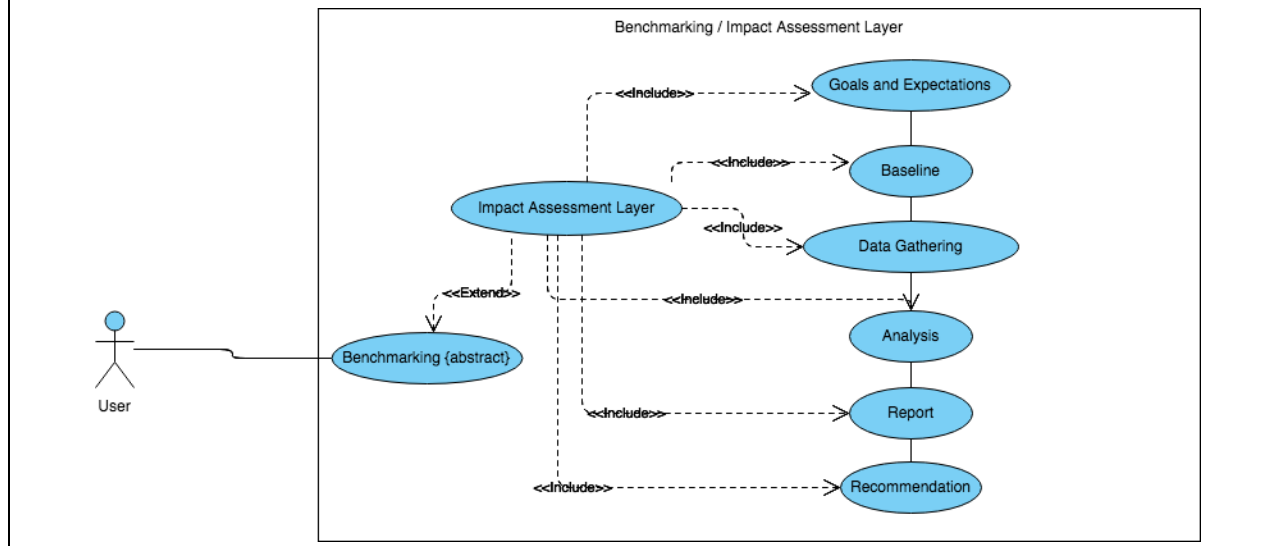 Benchmarking / Impact Assessment Layer
<<Include>>
Goals and Expectations
<<Include>>
Baseline
Impact Assessment Layer
<<Include>>
Data Gathering
<<Extend>>
<<Include>>
Analysis
Benchmarking {abstract}
User
<<Include>>
Report
<<Include>>
Recommendation